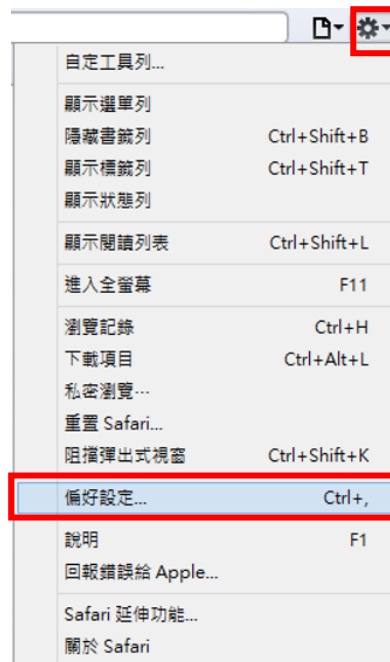 自定工具列...
顯示選單列
隱藏書籤列 Ctrl+Shift+B
顯示標籤列 Ctrl+Shift+T
顯示狀態列
顯示閱讀列表 Ctrl+Shift+L
進入全螢幕 F11
瀏覽記錄 Ctrl+H
下載項目 Ctrl+Alt+L
私密瀏覽…
重置 Safari...
阻擋彈出式視窗 Ctrl+Shift+K
偏好設定... Ctrl+,
說明 F1
回報錯誤給 Apple...
Safari 延伸功能...
關於 Safari